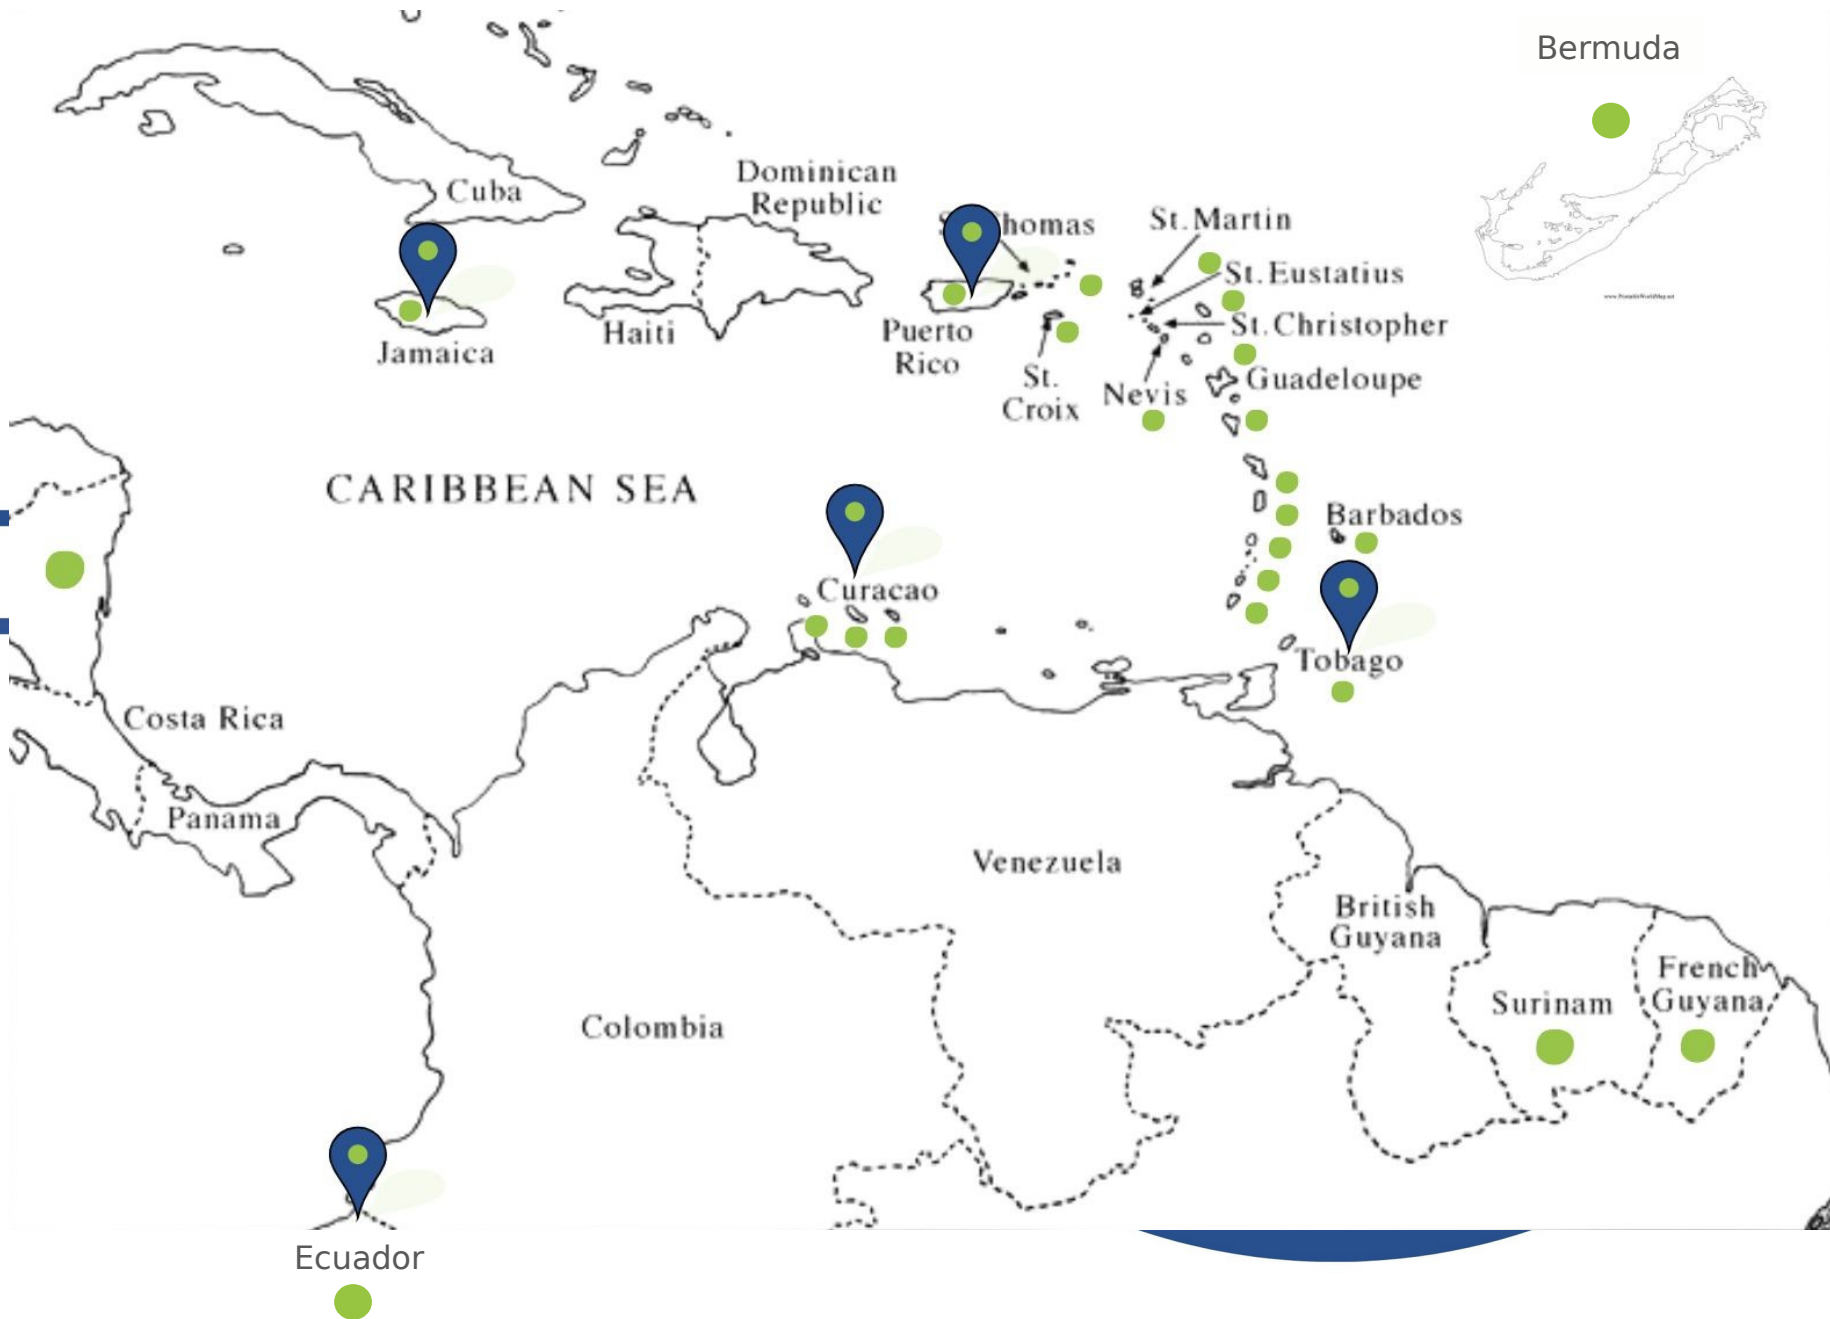 Bermuda
Dominican
Republic
Cuba
homas
St. Martin
St. Eustatius
St. Christopher
Haiti
Puerto
Rico
Jamaica
St.
Croix
Nevis
Guadeloupe
CARIBBEAN SEA
Barbados
Curacao
Tobago
Costa Rica
Panama
Venezuela
British
Guyana
French
Guyana
Surinam
Colombia
Ecuador